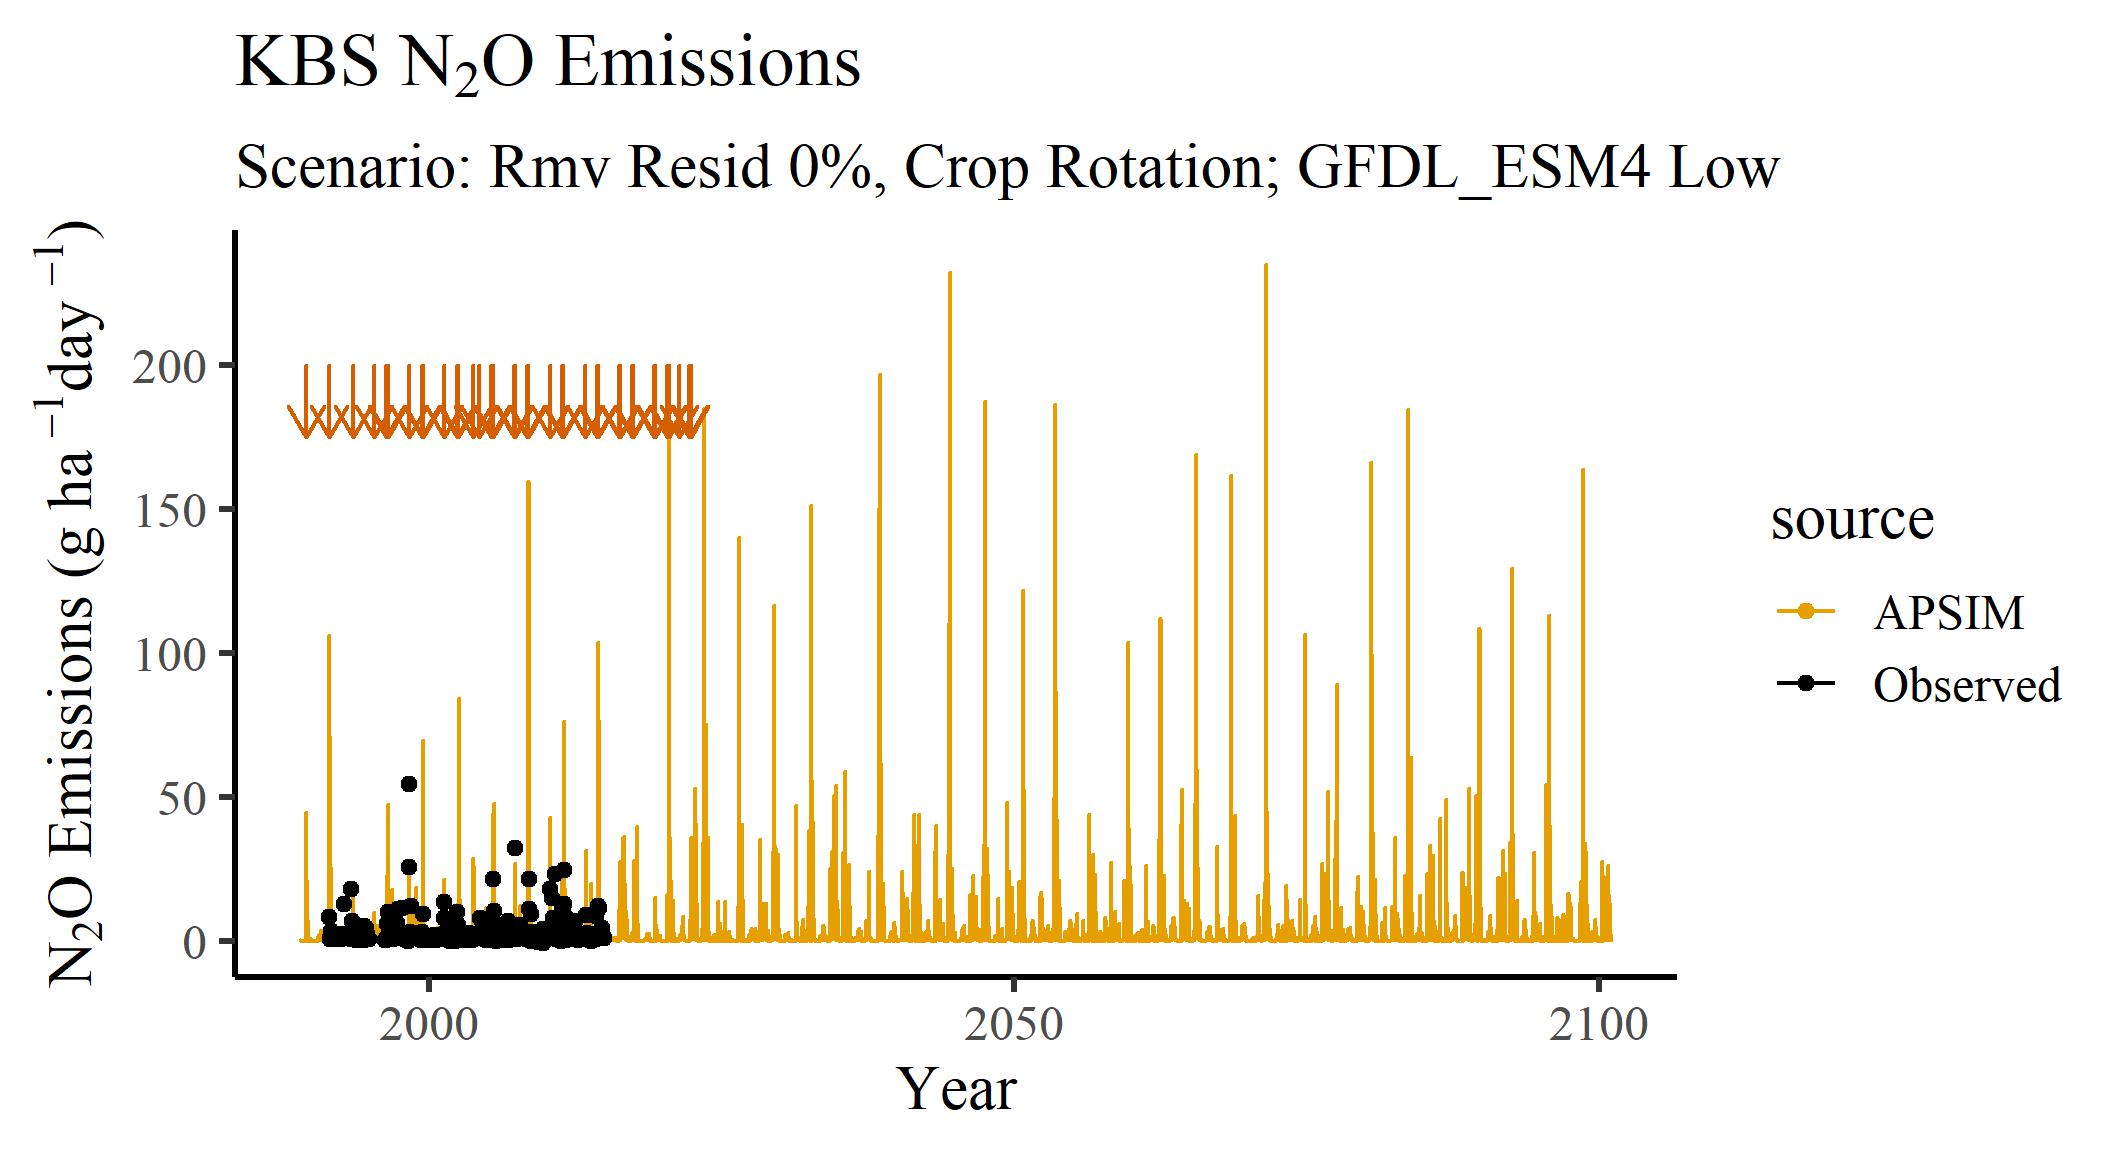 KBS N₂O Emissions
Scenario: Rmv Resid 0%, Crop Rotation; GFDL_ESM4 Low
N₂O Emissions (g ha⁻¹day⁻¹)
200
150
100
50
0
2000
2050
2100
Year
source
APSIM
Observed